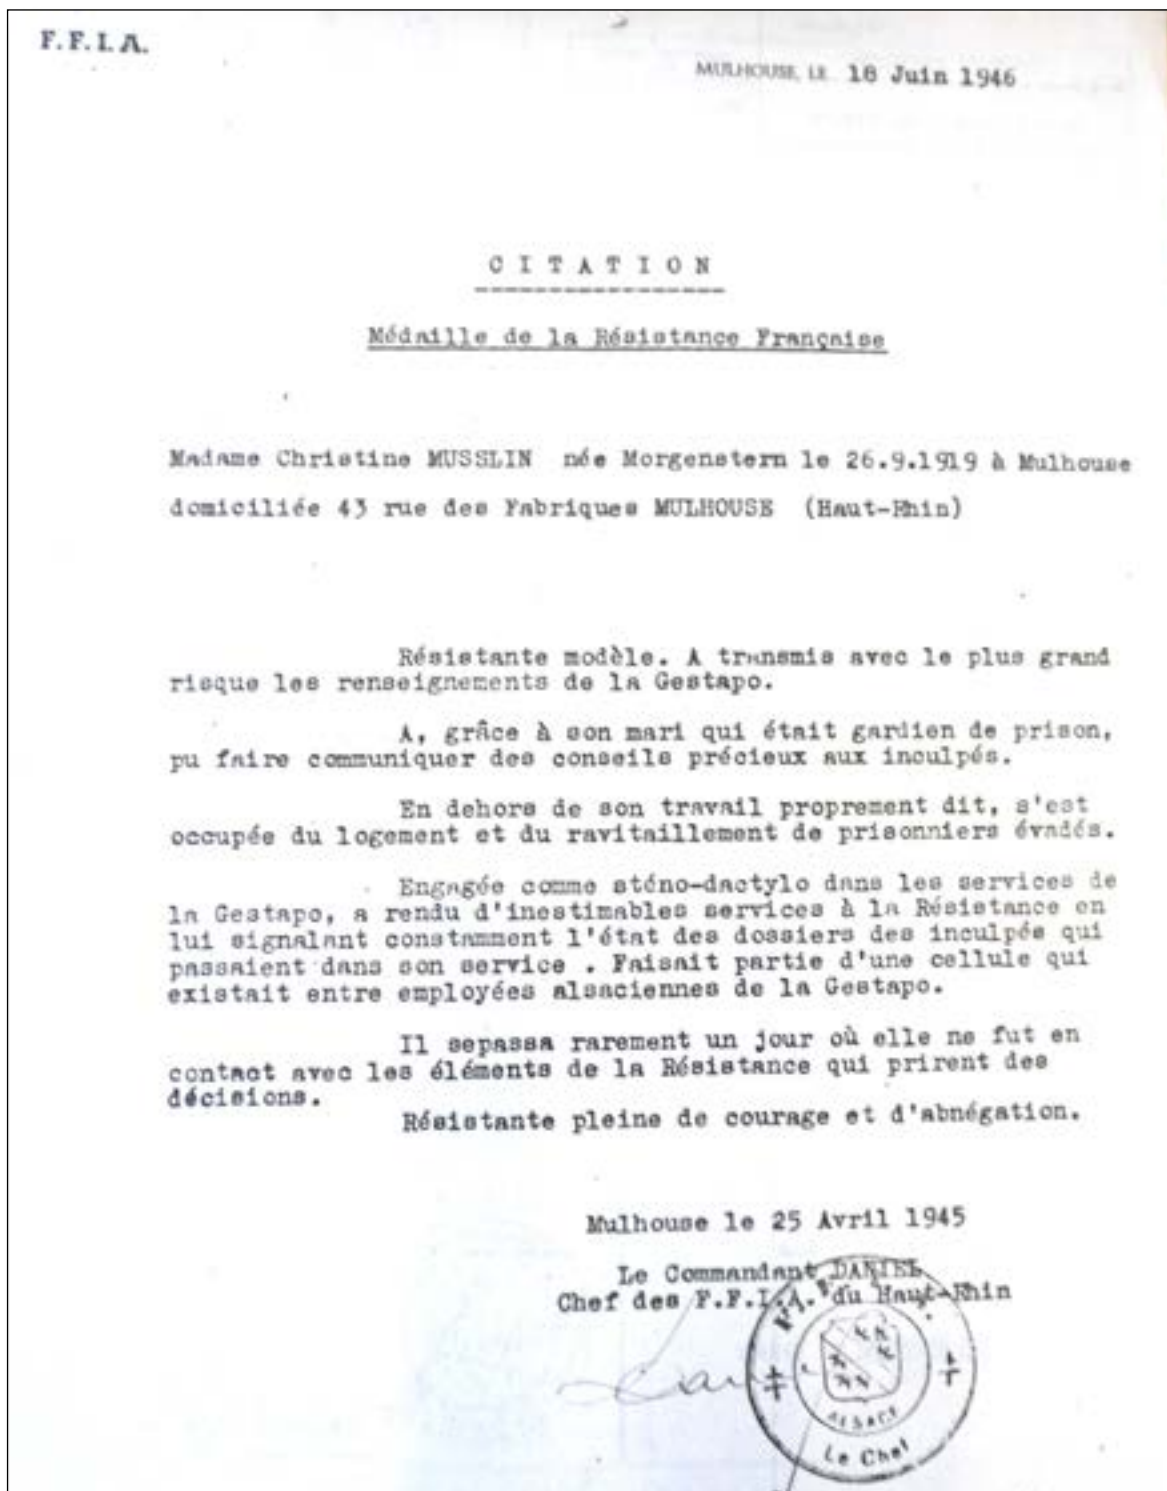 F.F.I.A.
MULHOUSE, LE 18 Juin 1946
CITATION
Médaille de la Résistance Française
Madame Christine MUSSLIN née Morgenstern le 26.9.1919 à Mulhouse
domiciliée 43 rue des Fabriques MULHOUSE (Haut-Rhin)
Résistante modèle. A transmis avec le plus grand
risque les renseignements de la Gestapo.
A, grâce à son mari qui était gardien de prison,
pu faire communiquer des conseils précieux aux inculpés.
En dehors de son travail proprement dit, s'est
occupée du logement et du ravitaillement de prisonniers évadés.
Engagée comme sténo-dactylo dans les services de
la Gestapo, a rendu d'inestimables services à la Résistance en
lui signalant constamment l'état des dossiers des inculpés qui
passaient dans son service . Faisait partie d'une cellule qui
existait entre employées alsaciennes de la Gestapo.
Il sepassa rarement un jour où elle ne fut en
contact avec les éléments de la Résistance qui prirent des
décisions.
Résistante pleine de courage et d'abnégation.
Mulhouse le 25 Avril 1945
Le Commandant DANIEL
Chef des F.F.I.A. du Haut-Rhin
ALSACE
Le Chef